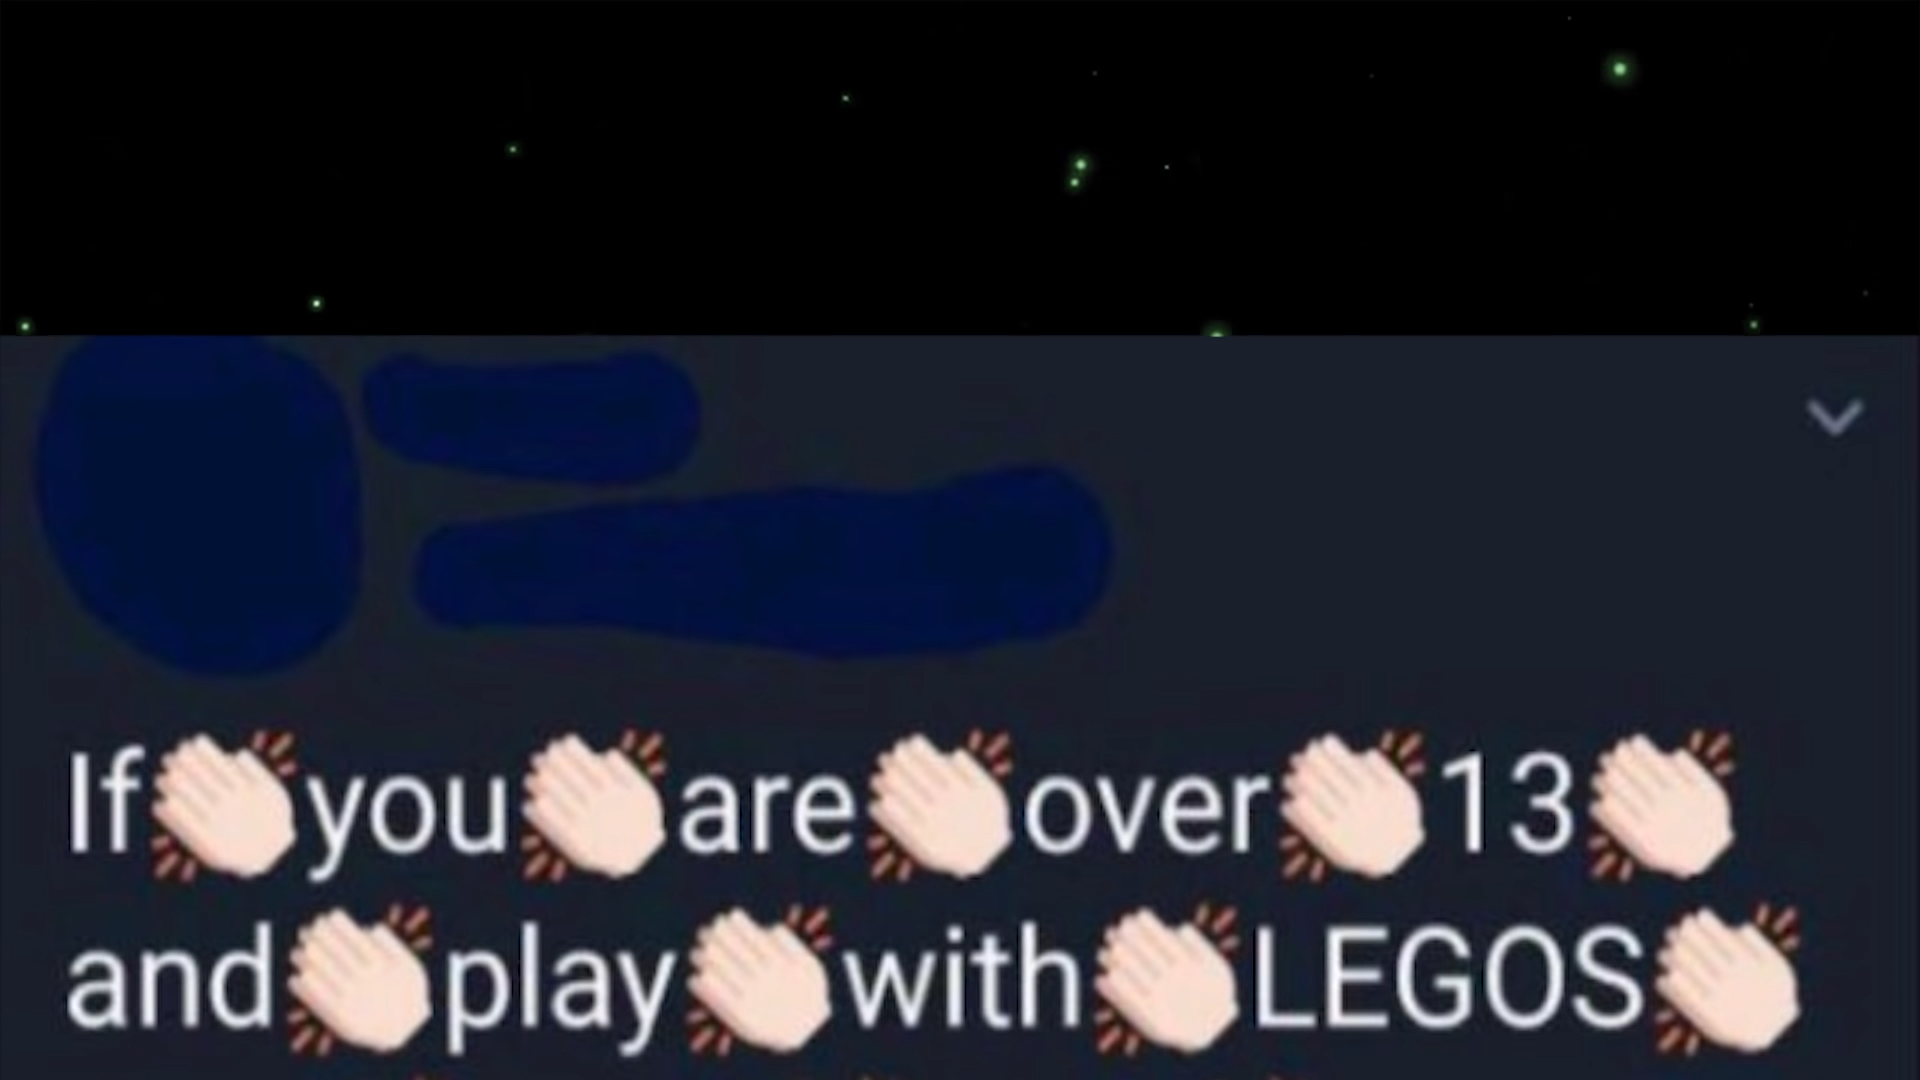 If👏🏻you👏🏻are👏🏻over👏🏻13👏🏻
and👏🏻play👏🏻with👏🏻LEGOS👏🏻